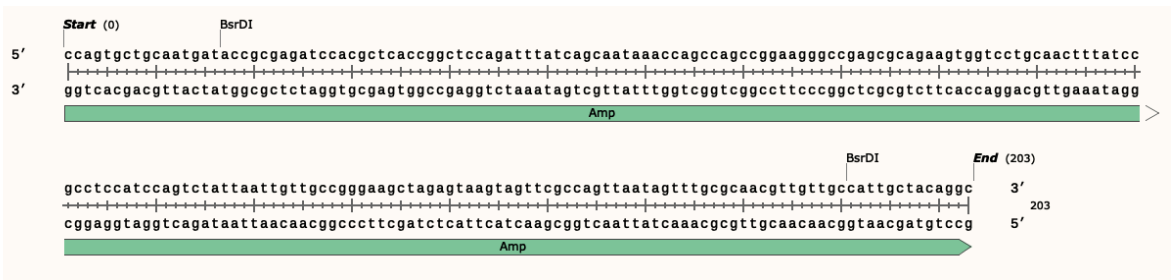 Start (0) BsrDI
5′ ccagtgctgcaatgataccgcgagatccacgctcaccggctccagatttatcagcaataaaccagccagccggaagggccgagcgcagaagtggtcctgcaactttatcc
3′ ggtcacgacgttactatggcgctctaggtgcgagtggccgaggtctaaatagtcgttatttggtcggtcggccttcccggctcgcgtcttcaccaggacgttgaaatagg
Amp
BsrDI End (203)
gcctccatccagtctattaattgttgccgggaagctagagtaagtagttcgccagttaatagtttgcgcaacgttgttgccattgctacaggc 3′
203
cggaggtaggtcagataattaacaacggcccttcgatctcattcatcaagcggtcaattatcaaacgcgttgcaacaacggtaacgatgtccg 5′
Amp